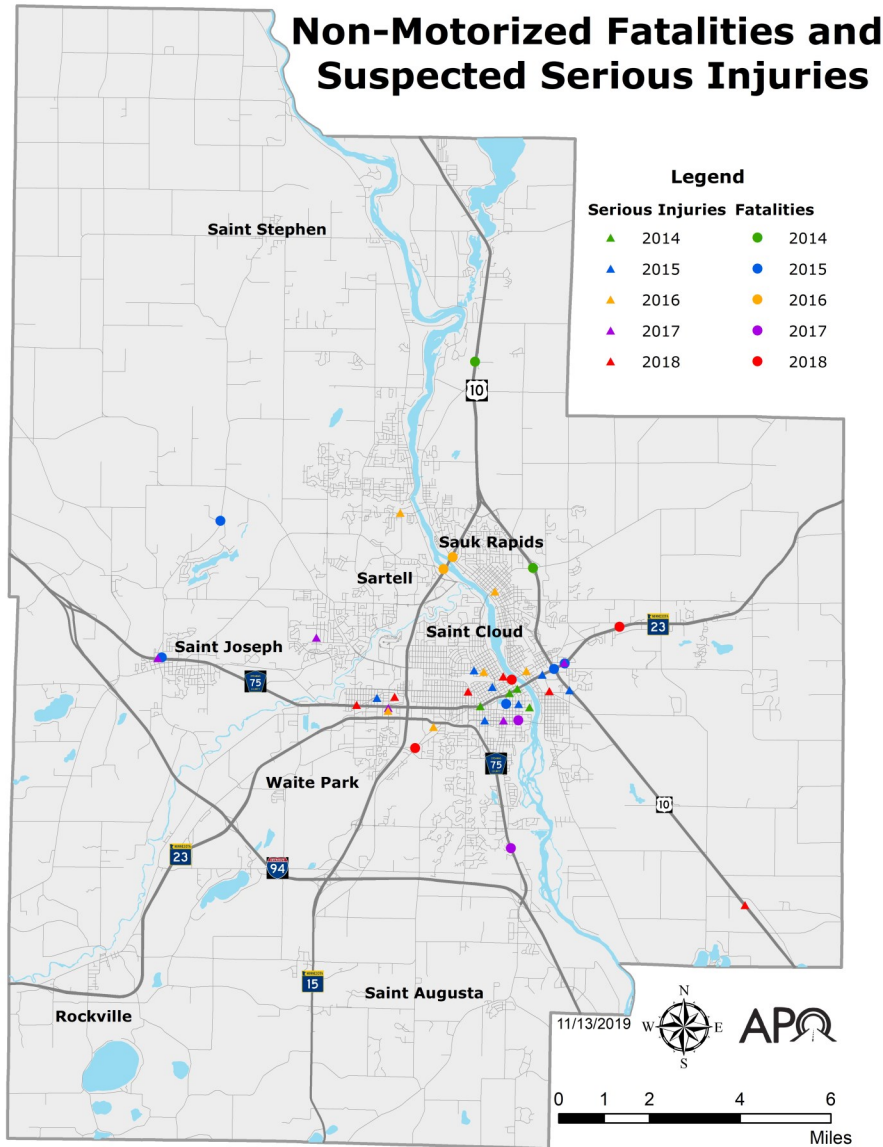 Non-Motorized Fatalities and
Suspected Serious Injuries
Legend
Serious Injuries Fatalities
2014 2014
2015 2015
2016 2016
2017 2017
2018 2018
Saint Stephen
10
Sauk Rapids
Sartell
Saint Cloud
23
Saint Joseph
75
Waite Park
75
10
23
94
15
Saint Augusta
Rockville
11/13/2019
N
W E
S
APO
0 1 2 4 6
Miles